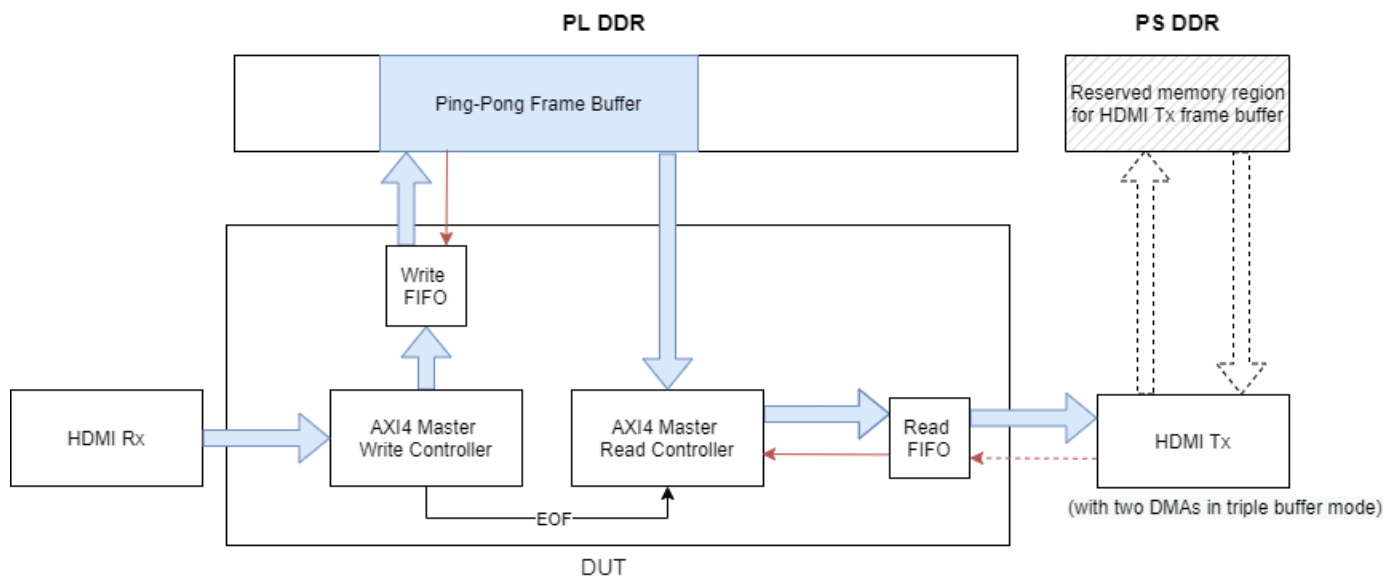 PL DDR
PS DDR
Ping-Pong Frame Buffer
Reserved memory region
for HDMI Tx frame buffer
Write
FIFO
HDMI Rx
AXI4 Master
Write Controller
AXI4 Master
Read Controller
Read
FIFO
HDMI Tx
(with two DMAs in triple buffer mode)
EOF
DUT